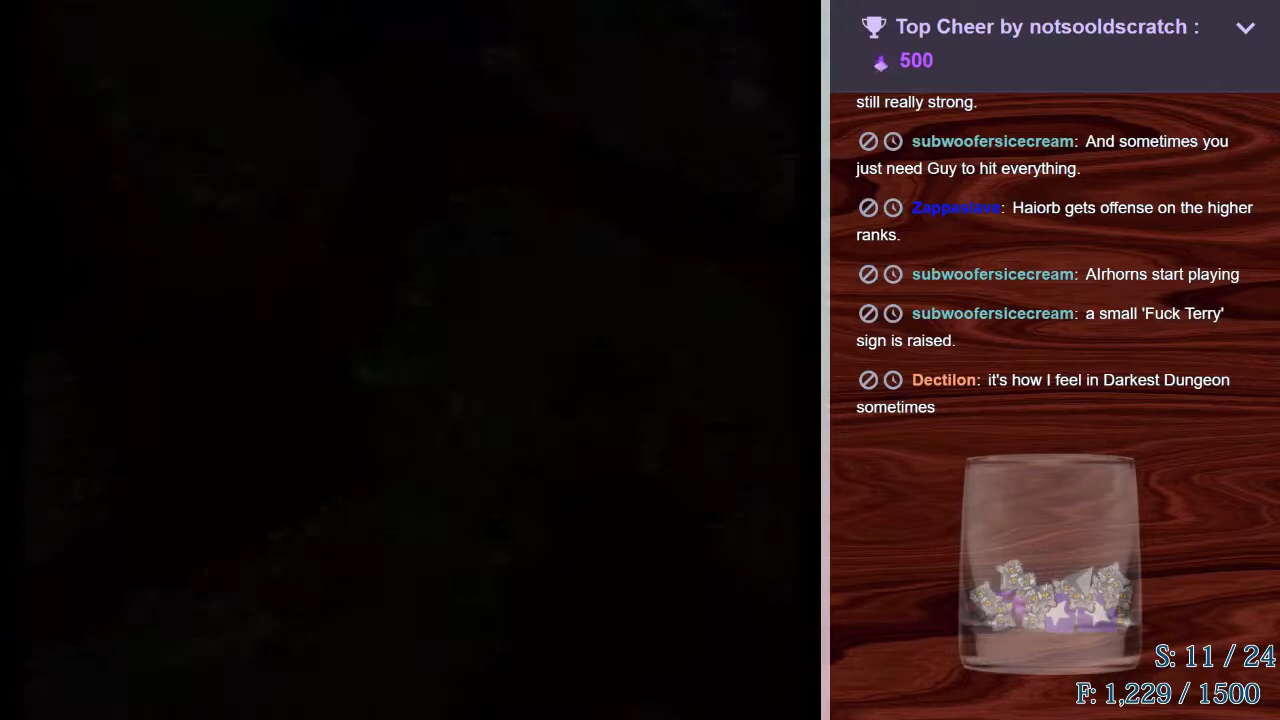 Top Cheer by notsooldscratch :
500
still really strong.
subwoofersicecream: And sometimes you
just need Guy to hit everything.
Zappaslave: Haiorb gets offense on the higher
ranks.
subwoofersicecream: AIrhorns start playing
subwoofersicecream: a small 'Fuck Terry'
sign is raised.
Dectilon: it's how I feel in Darkest Dungeon
sometimes
S: 11 / 24
F: 1,229 / 1500